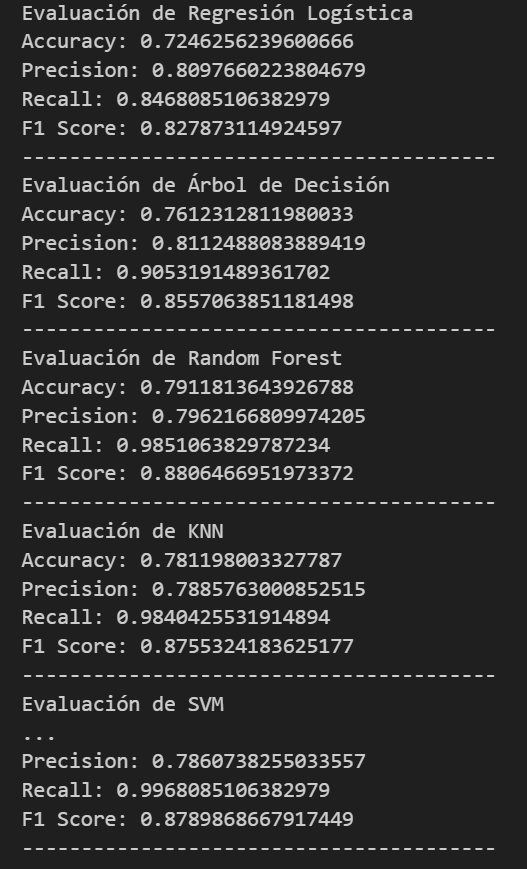 Evaluación de Regresión Logística
Accuracy: 0.7246256239600666
Precision: 0.8097660223804679
Recall: 0.8468085106382979
F1 Score: 0.827873114924597
----------------------------------------
Evaluación de Árbol de Decisión
Accuracy: 0.7612312811980033
Precision: 0.8112488083889419
Recall: 0.9053191489361702
F1 Score: 0.8557063851181498
----------------------------------------
Evaluación de Random Forest
Accuracy: 0.7911813643926788
Precision: 0.7962166809974205
Recall: 0.9851063829787234
F1 Score: 0.8806466951973372
----------------------------------------
Evaluación de KNN
Accuracy: 0.781198003327787
Precision: 0.7885763000852515
Recall: 0.9840425531914894
F1 Score: 0.8755324183625177
----------------------------------------
Evaluación de SVM
...
Precision: 0.7860738255033557
Recall: 0.9968085106382979
F1 Score: 0.8789868667917449
----------------------------------------